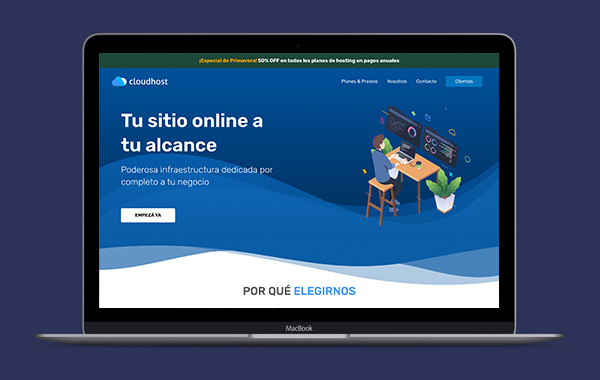 ¡Especial de Primavera! 50% OFF en todos los planes de hosting en pagos anuales
cloudhost
Planes & Precios Nosotros Contacto Clientes
Tu sitio online a
tu alcance
Poderosa infraestructura dedicada por
completo a tu negocio
EMPEZÁ YA
POR QUÉ ELEGIRNOS
MacBook